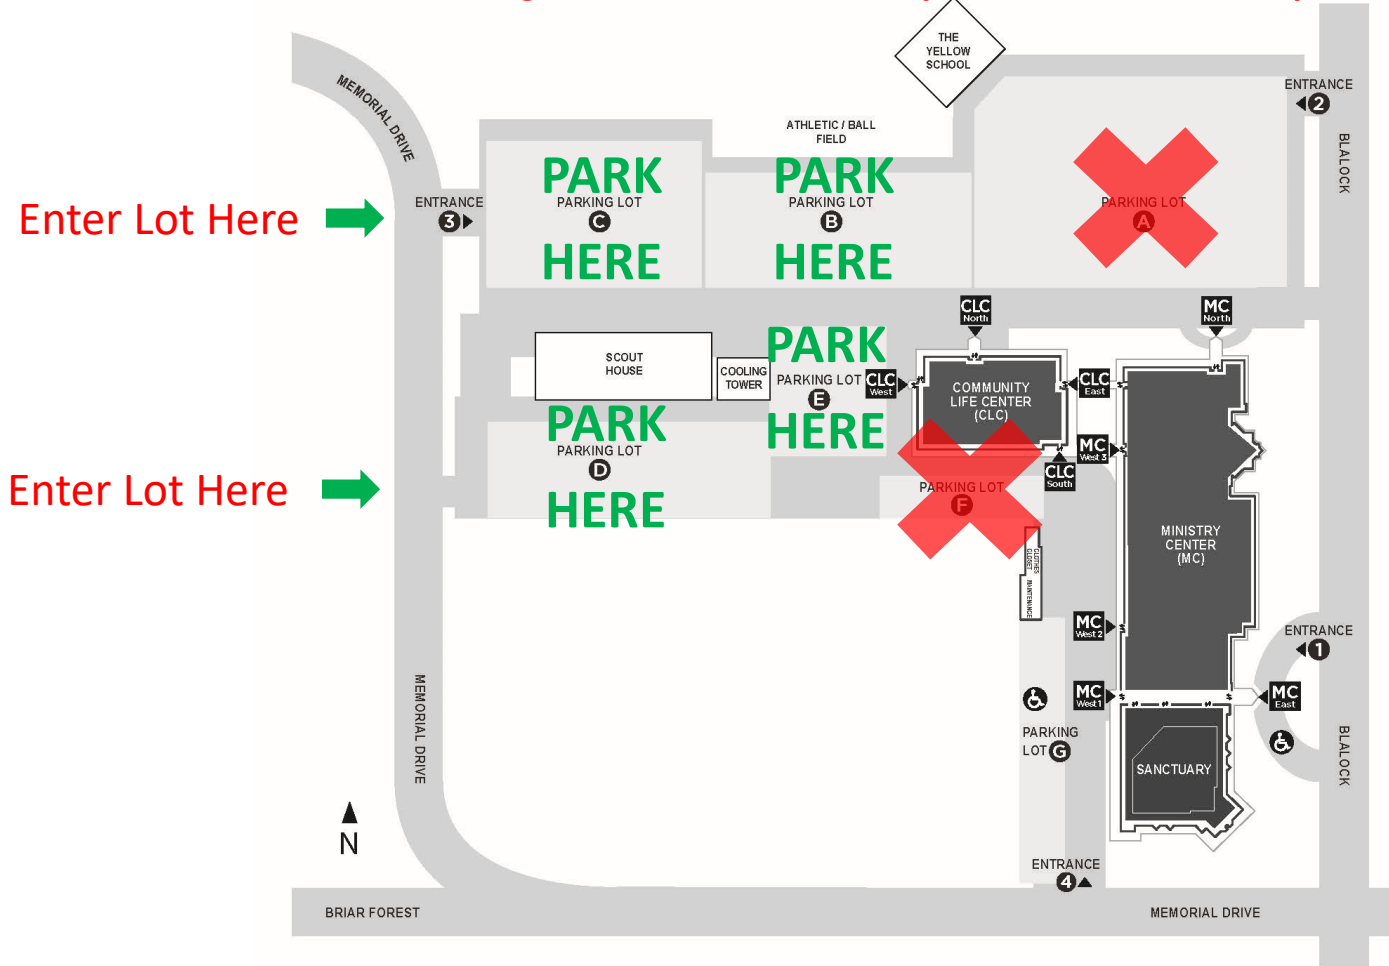 THE
YELLOW
SCHOOL
ENTRANCE
2
MEMORIAL DRIVE
ATHLETIC / BALL
FIELD
BLALOCK
PARK
PARKING LOT
C
HERE
PARK
PARKING LOT
B
HERE
PARKING LOT
A
Enter Lot Here
ENTRANCE
3
CLC
North
MC
North
SCOUT
HOUSE
COOLING
TOWER
PARK
PARKING LOT
E
HERE
CLC
West
COMMUNITY
LIFE CENTER
(CLC)
CLC
East
PARK
PARKING LOT
D
HERE
MC
West 3
CLC
South
Enter Lot Here
PARKING LOT
F
MINISTRY
CENTER
(MC)
CLOTHES
CLOSET
MAINTENANCE
MC
West 2
ENTRANCE
1
MC
West 1
MC
East
MEMORIAL DRIVE
PARKING
LOT G
SANCTUARY
BLALOCK
N
ENTRANCE
4
BRIAR FOREST
MEMORIAL DRIVE